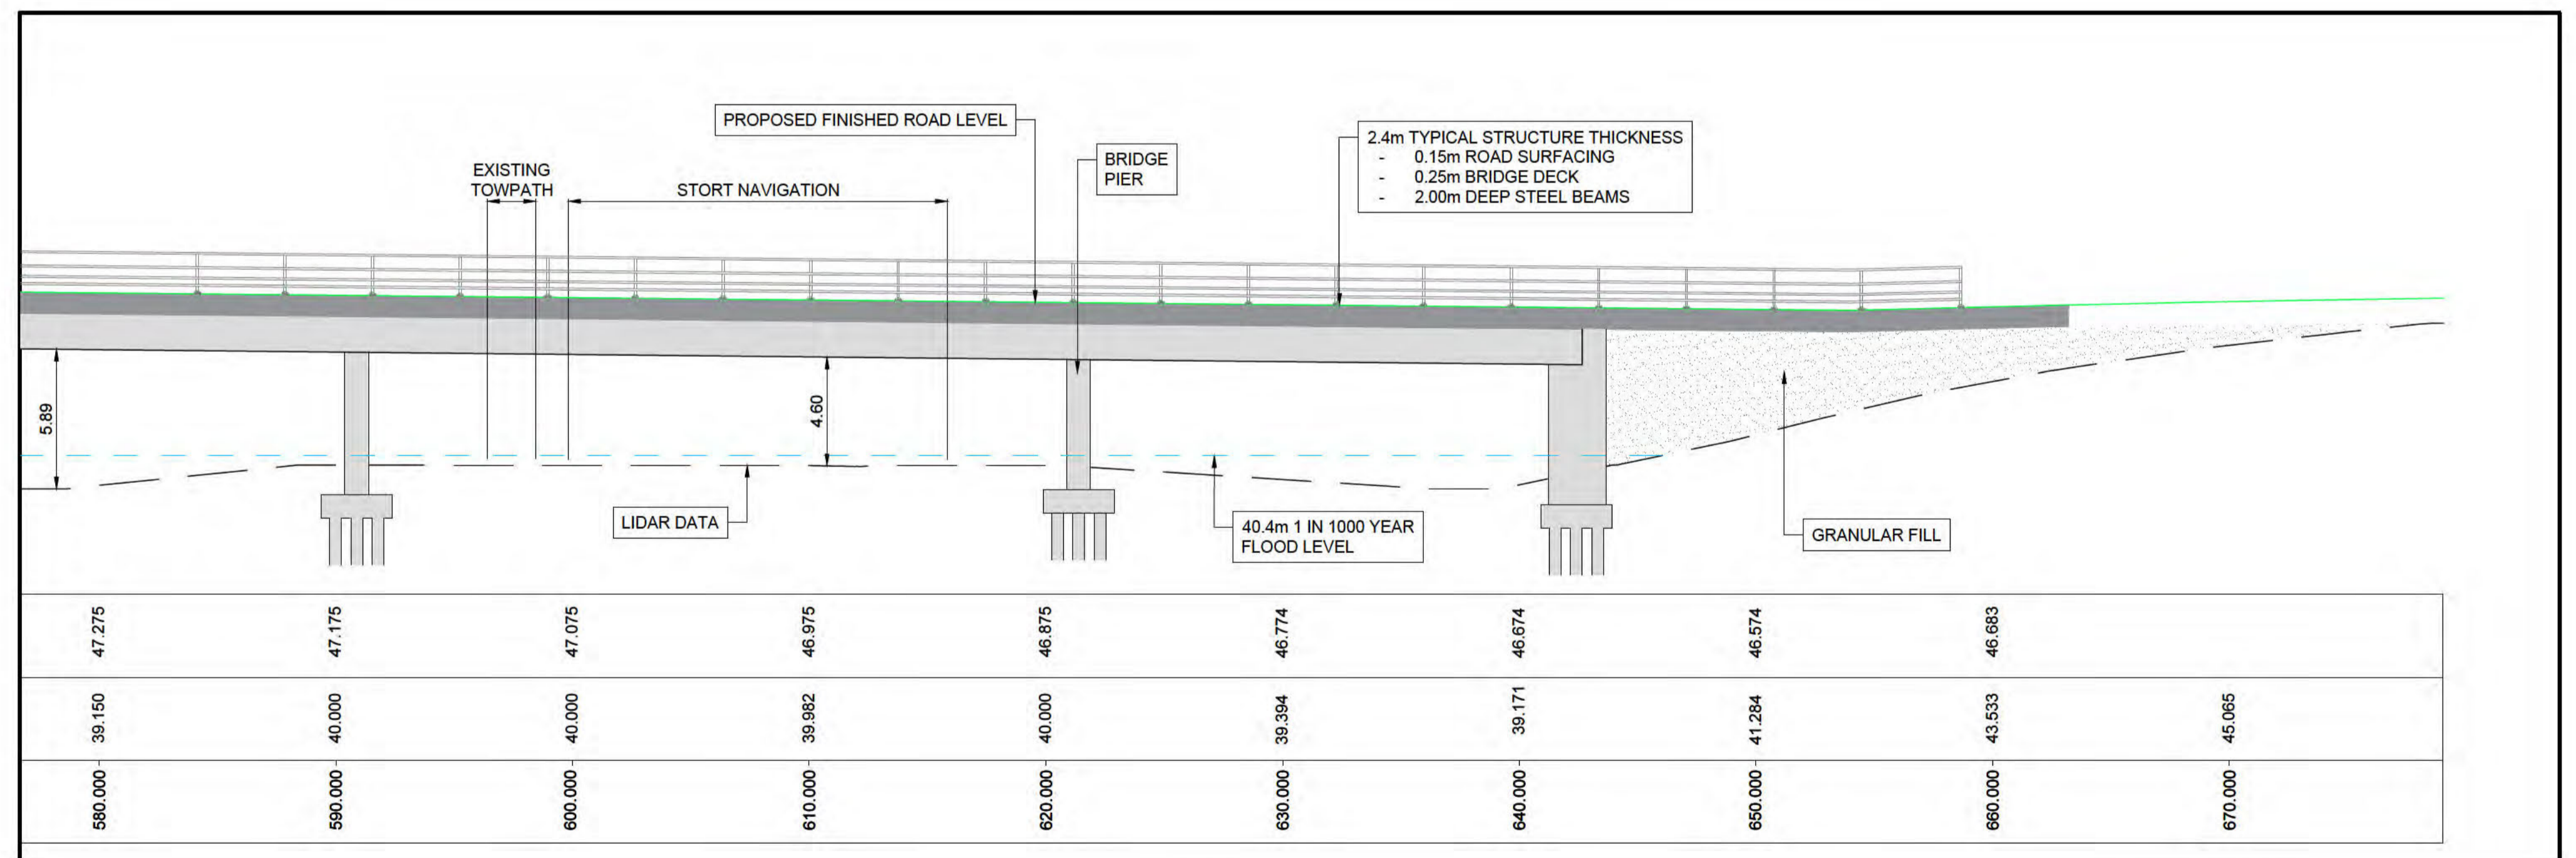 PROPOSED FINISHED ROAD LEVEL
2.4m TYPICAL STRUCTURE THICKNESS
- 0.15m ROAD SURFACING
- 0.25m BRIDGE DECK
- 2.00m DEEP STEEL BEAMS
BRIDGE
PIER
EXISTING
TOWPATH
STORT NAVIGATION
5.89
4.60
LIDAR DATA
40.4m 1 IN 1000 YEAR
FLOOD LEVEL
GRANULAR FILL
47.275 47.175 47.075 46.975 46.875 46.774 46.674 46.574 46.683
39.150 40.000 40.000 39.982 40.000 39.394 39.171 41.284 43.533 45.065
580.000 590.000 600.000 610.000 620.000 630.000 640.000 650.000 660.000 670.000